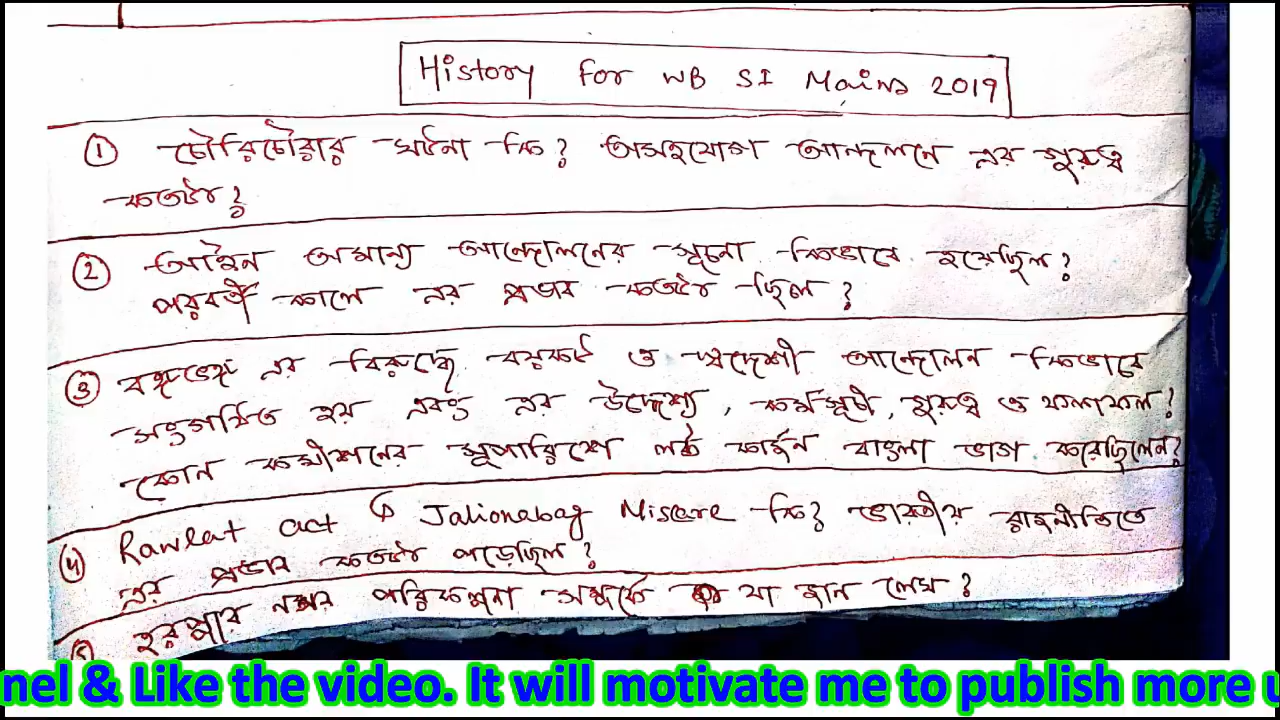 History for WB SI Mains 2019
① চৌরিচৌরার ঘটনা কি? অসহযোগ আন্দলনে এর গুরুত্ব
কতটা?
② আইন অমান্য আন্দোলনের সূচনা কিভাবে হয়েছিল?
পরবর্তী কালে এর প্রভাব কতটা ছিল?
③ বঙ্গভঙ্গ এর বিরুদ্ধে বয়কট ও স্বদেশী আন্দোলন কিভাবে
সংগঠিত হয় এবং এর উদ্দেশ্য, কর্মসূচী, গুরুত্ব ও ফলাফল?
কোন কমীশনের সুপারিশে লর্ড কার্জন বাংলা ভাগ করেছিলেন?
④ Rawlat act & Jalionabag কি? ভারতীয় রাজনীতিতে
এর প্রভাব কতটা পড়েছিল?
⑤ হরপ্পার নগর পরিকল্পনা সম্পর্কে যা জান লেখ?
nel & Like the video. It will motivate me to publish more u